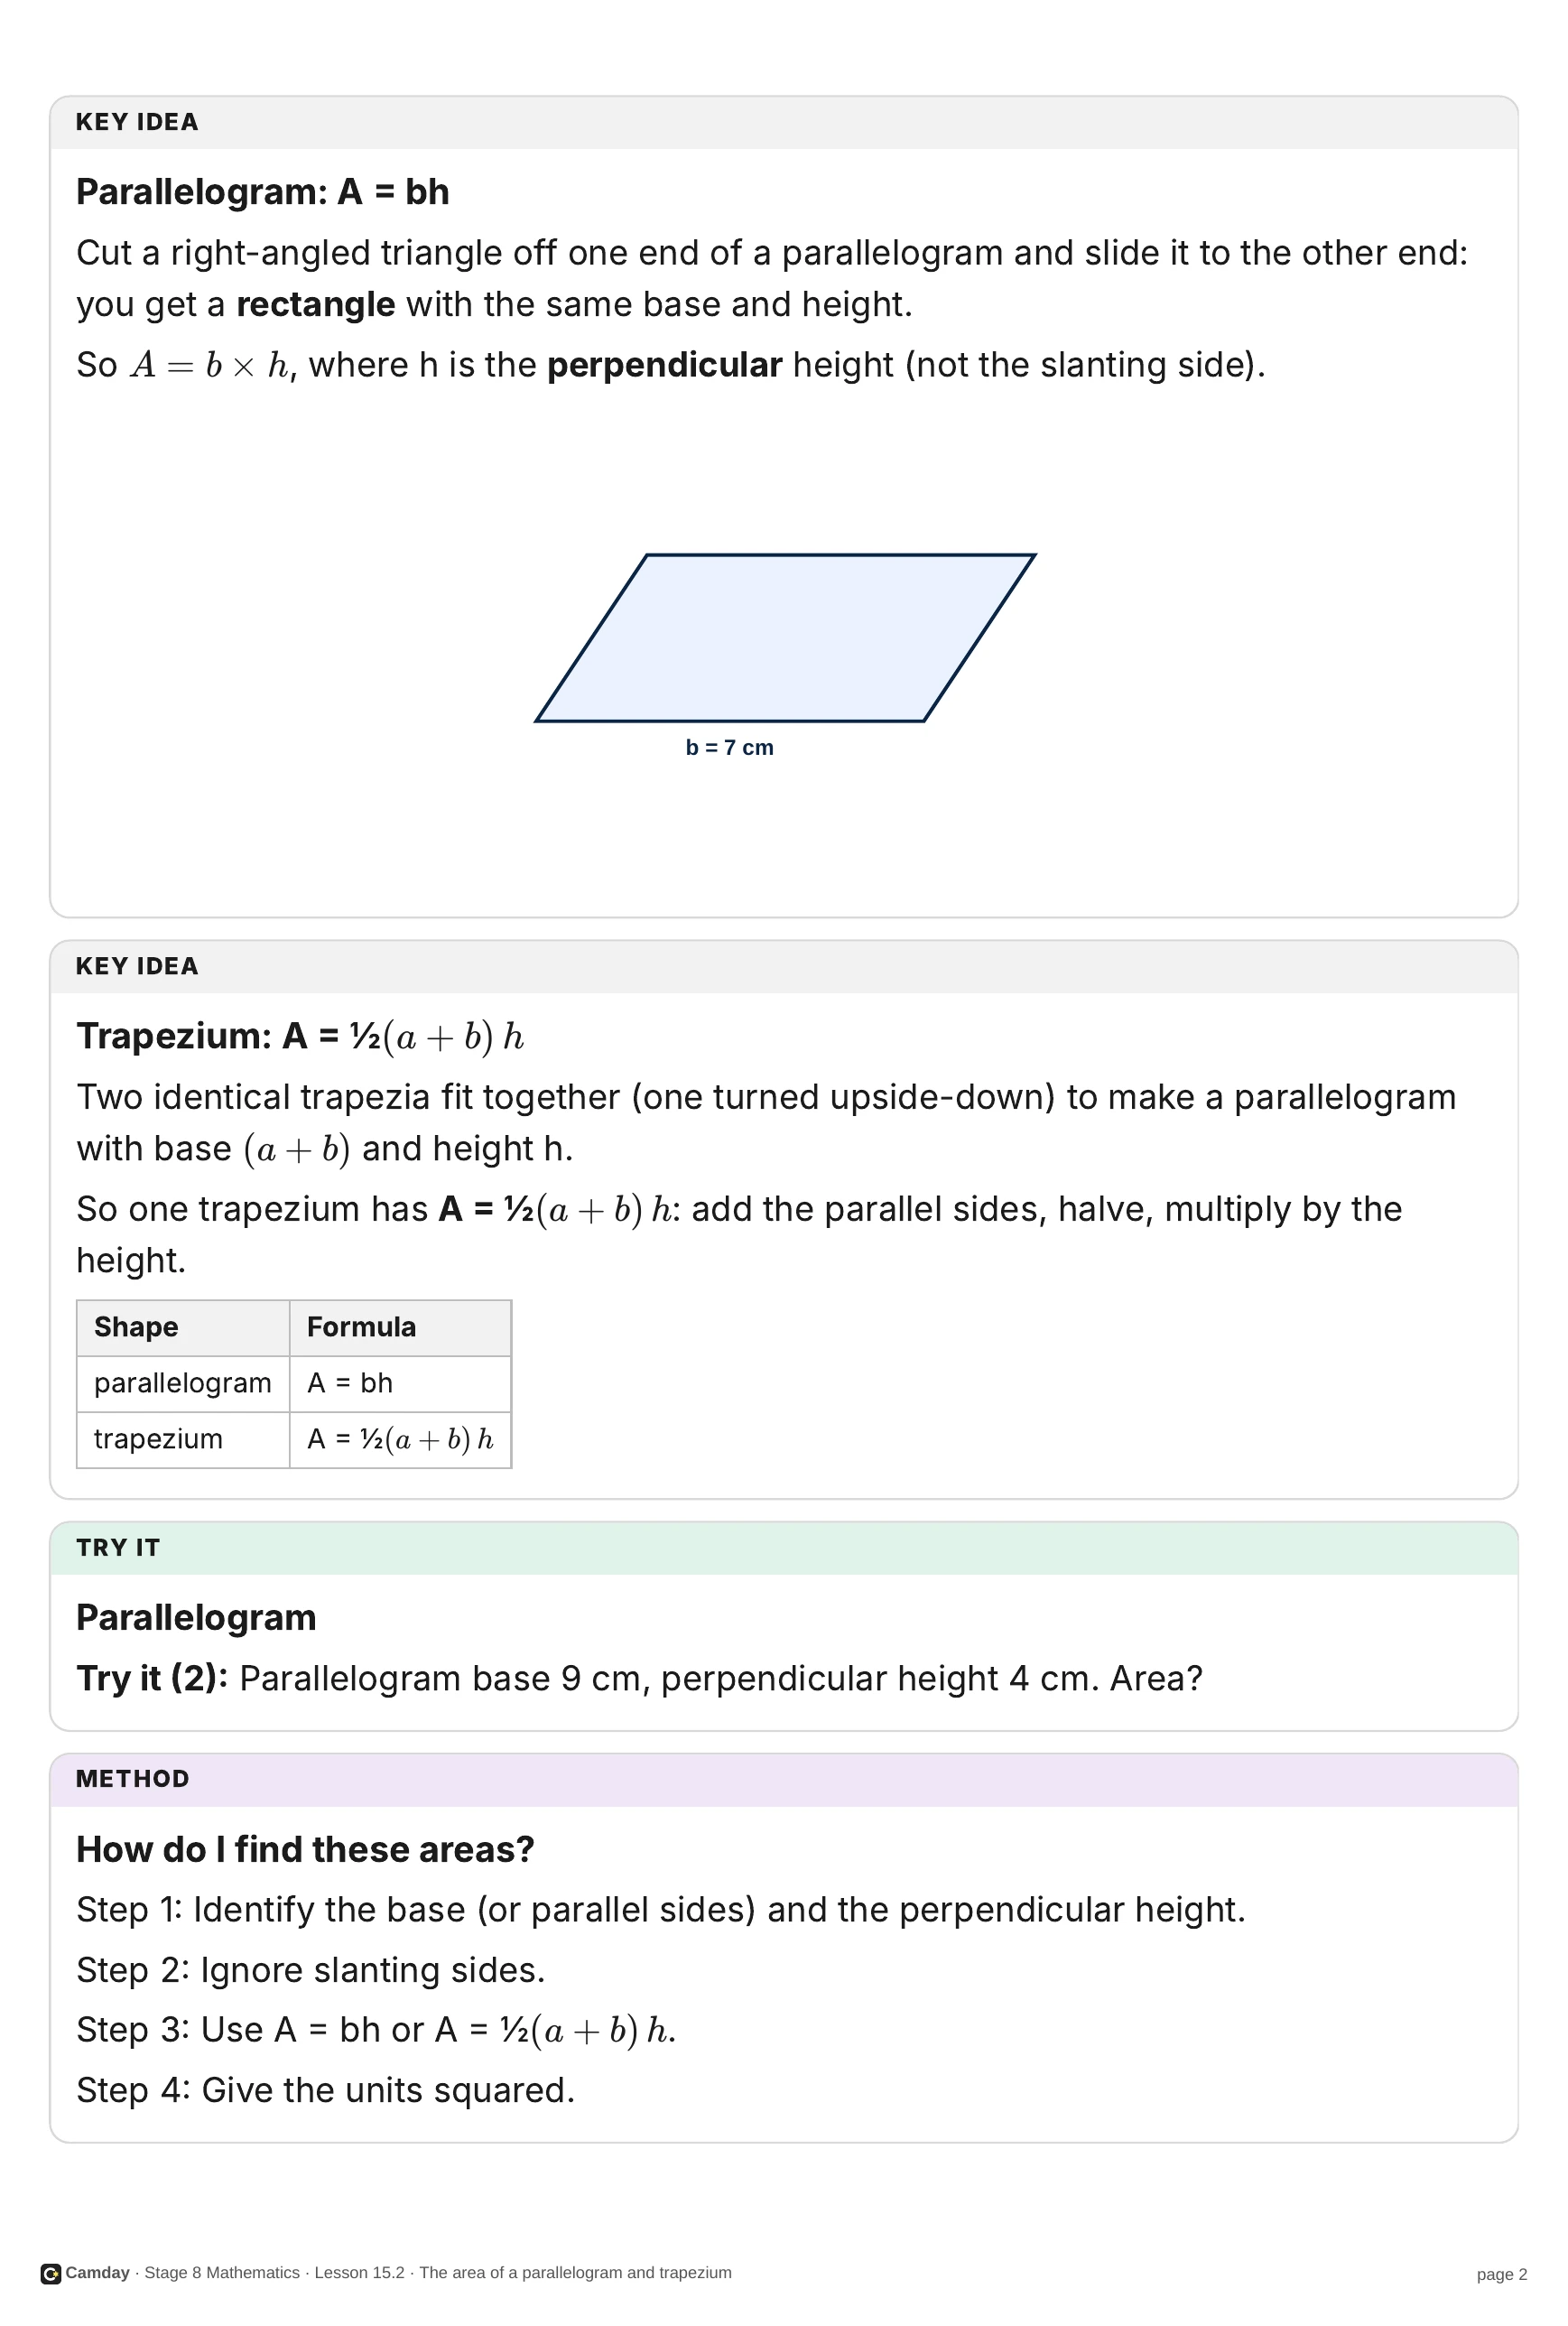 KEY IDEA
Parallelogram: A = bh
Cut a right-angled triangle off one end of a parallelogram and slide it to the other end:
you get a rectangle with the same base and height.
So A = b × h, where h is the perpendicular height (not the slanting side).
b = 7 cm
KEY IDEA
Trapezium: A = ½(a + b) h
Two identical trapezia fit together (one turned upside-down) to make a parallelogram
with base (a + b) and height h.
So one trapezium has A = ½(a + b) h: add the parallel sides, halve, multiply by the
height.
Shape Formula
parallelogram A = bh
trapezium A = ½(a + b) h
TRY IT
Parallelogram
Try it (2): Parallelogram base 9 cm, perpendicular height 4 cm. Area?
METHOD
How do I find these areas?
Step 1: Identify the base (or parallel sides) and the perpendicular height.
Step 2: Ignore slanting sides.
Step 3: Use A = bh or A = ½(a + b) h.
Step 4: Give the units squared.
Camday · Stage 8 Mathematics · Lesson 15.2 · The area of a parallelogram and trapezium page 2